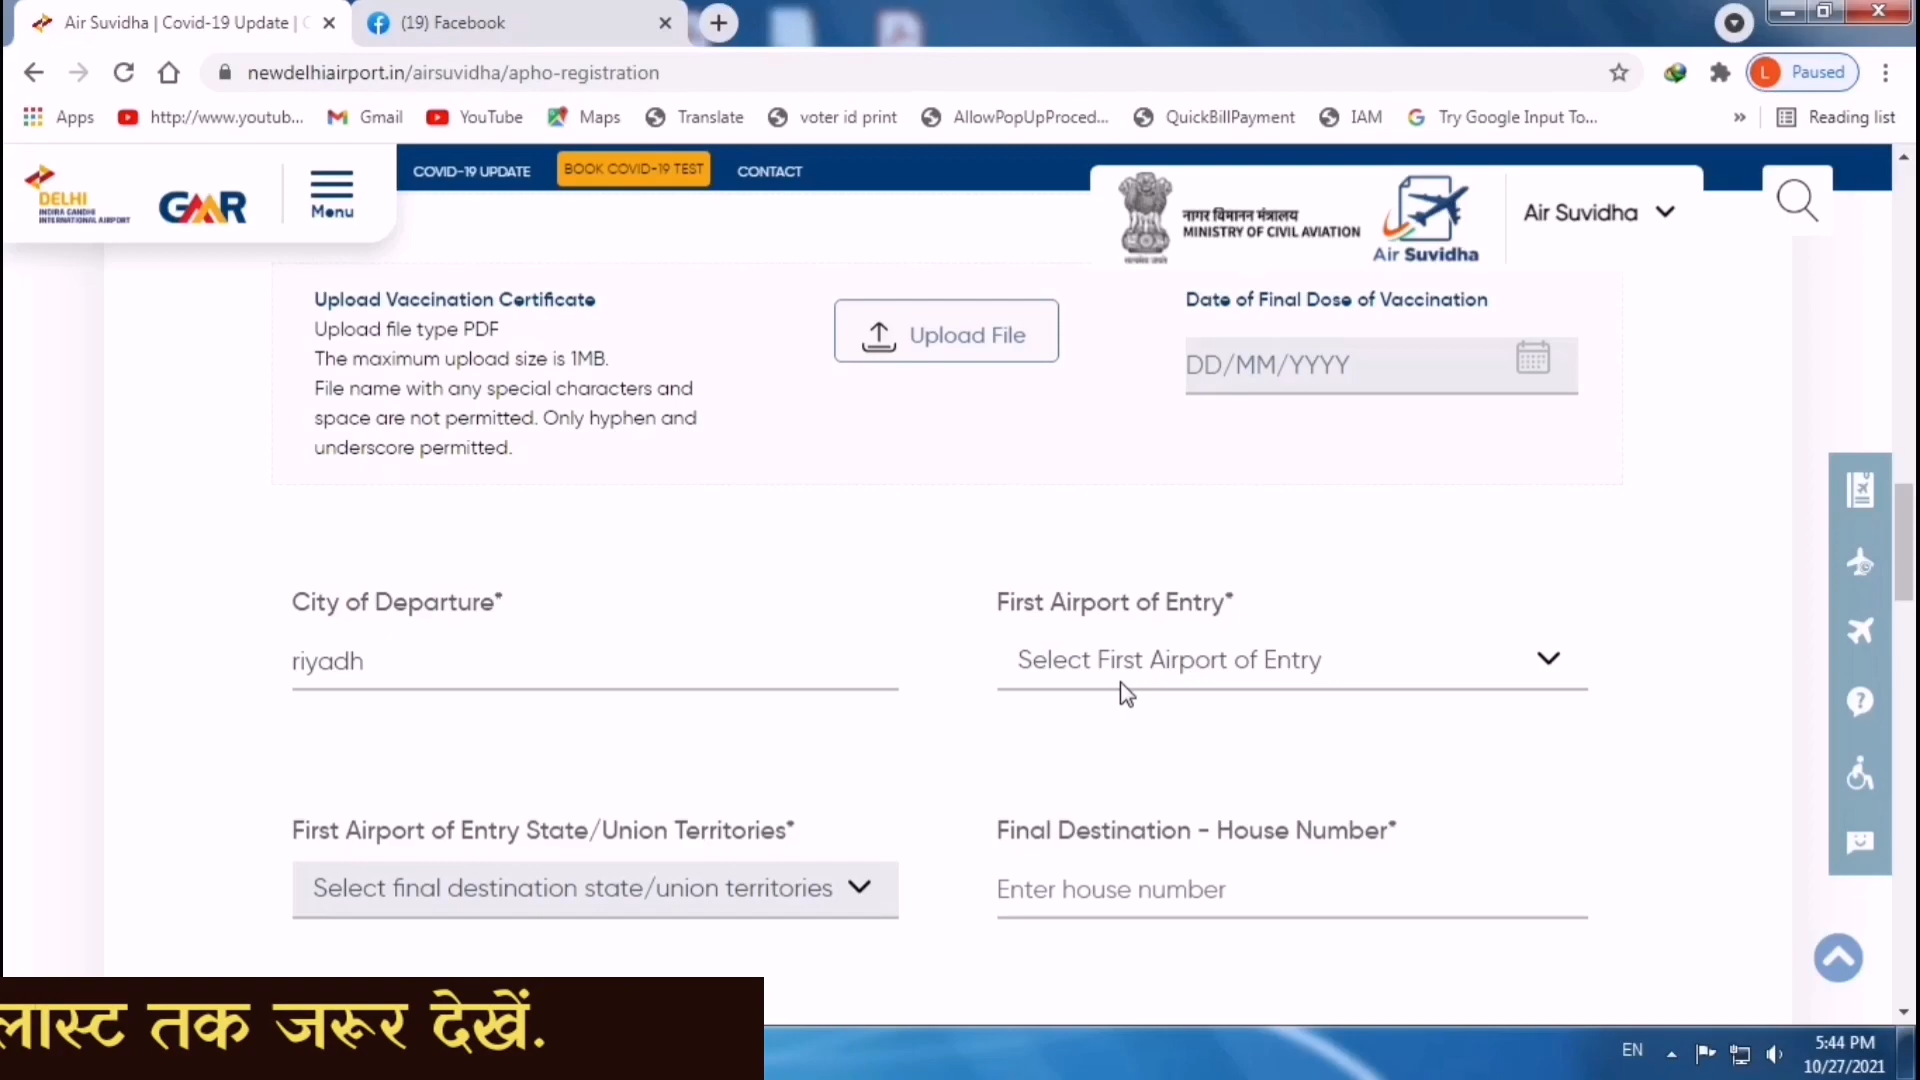 Air Suvidha | Covid-19 Update |
(19) Facebook
newdelhiairport.in/airsuvidha/apho-registration
L Paused
Apps
http://www.youtub...
Gmail
YouTube
Maps
Translate
voter id print
AllowPopUpProced...
QuickBillPayment
IAM
Try Google Input To...
Reading list
DELHI
INDIRA GANDHI
INTERNATIONAL AIRPORT
GMR
Menu
COVID-19 UPDATE
BOOK COVID-19 TEST
CONTACT
नागर विमानन मंत्रालय
MINISTRY OF CIVIL AVIATION
Air Suvidha
Air Suvidha
Upload Vaccination Certificate
Upload file type PDF
The maximum upload size is 1MB.
File name with any special characters and
space are not permitted. Only hyphen and
underscore permitted.
Upload File
Date of Final Dose of Vaccination
DD/MM/YYYY
City of Departure*
riyadh
First Airport of Entry*
Select First Airport of Entry
First Airport of Entry State/Union Territories*
Select final destination state/union territories
Final Destination - House Number*
Enter house number
लास्ट तक जरूर देखें.
EN
5:44 PM
10/27/2021